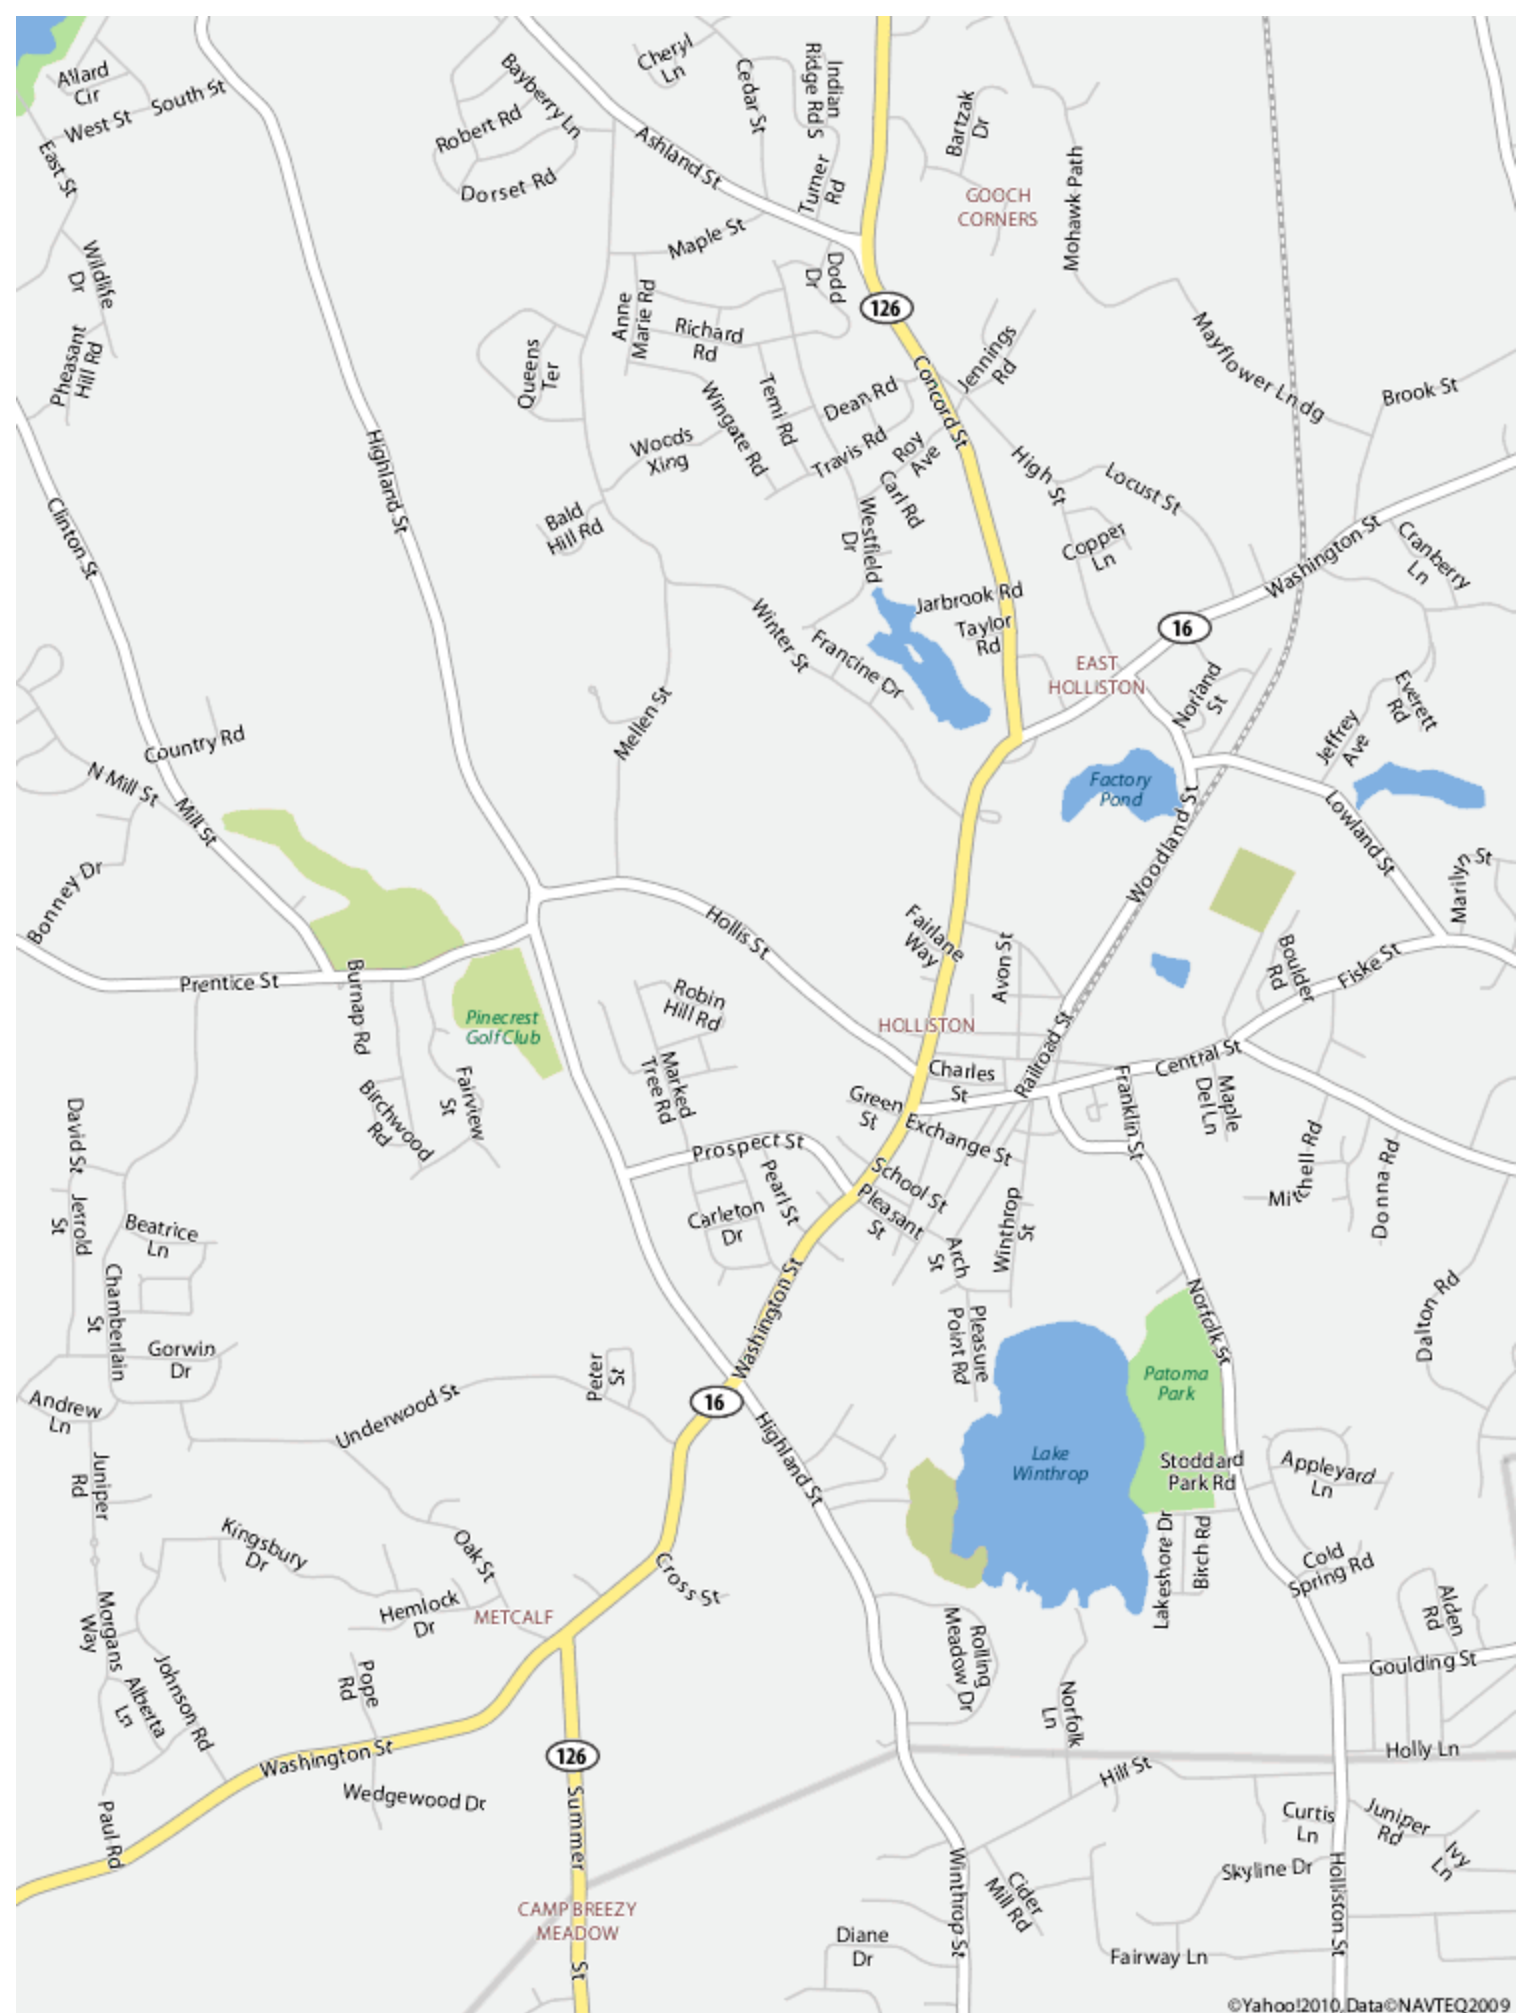 Allard
Cir
West St
South St
East St
Wildlife
Dr
Pheasant
Hill Rd
Bayberry Ln
Robert Rd
Dorset Rd
Cheryl
Ln
Cedar St
Indian
Ridge Rd S
Turner
Rd
Ashland St
Maple St
Bartzak
Dr
GOOCH
CORNERS
Mohawk Path
Dodd
Dr
126
Anne
Marie Rd
Richard
Rd
Queens
Ter
Temi Rd
Wingate Rd
Dean Rd
Travis Rd
Roy
Ave
Carl Rd
Concord St
Jennings
Rd
Mayflower Lndg
Brook St
Highland St
Woods
Xing
Bald
Hill Rd
Westfield
Dr
High
St
Locust St
Copper
Ln
Washington St
Cranberry
Ln
Clinton St
Jarbrook Rd
Taylor
Rd
16
Winter St
Francine Dr
EAST
HOLLISTON
Norland
St
Everett
Rd
Jeffrey
Ave
Mellen St
Country Rd
N Mill St
Mill St
Factory
Pond
Woodland St
Lowland St
Marilyn St
Bonney Dr
Hollis St
Fairlane
Way
Avon St
Boulder
Rd
Fiske St
Prentice St
Burnap Rd
Pinecrest
Golf Club
Robin
Hill Rd
HOLLISTON
Railroad St
Central St
Marked
Tree Rd
Charles
St
Green
St
Exchange St
Franklin St
Maple
Del Ln
Birchwood
Rd
Fairview
St
David St
Jerrold
St
Beatrice
Ln
Prospect St
Pearl St
School St
Pleasant
St
Carleton
Dr
Arch
St
Winthrop
St
Mitchell Rd
Donna Rd
Chamberlain
St
Gorwin
Dr
Washington St
Pleasure
Point Rd
Norfolk St
Dalton Rd
Peter
St
Patoma
Park
Andrew
Ln
Underwood St
16
Highland St
Lake
Winthrop
Stoddard
Park Rd
Appleyard
Ln
Juniper
Rd
Kingsbury
Dr
Oak St
Cross St
Lakeshore Dr
Birch Rd
Cold
Spring Rd
Hemlock
Dr
METCALF
Morgans
Way
Alden
Rd
Rolling
Meadow Dr
Johnson Rd
Alberta
Ln
Pope
Rd
Norfolk
Ln
Goulding St
Washington St
126
Holly Ln
Hill St
Wedgewood Dr
Paul Rd
Summer
St
Curtis
Ln
Juniper
Rd
Ivy
Ln
Skyline Dr
Winthrop St
Cider
Mill Rd
Holliston St
CAMP BREEZY
MEADOW
Diane
Dr
Fairway Ln
©Yahoo!2010, Data©NAVTEQ2009